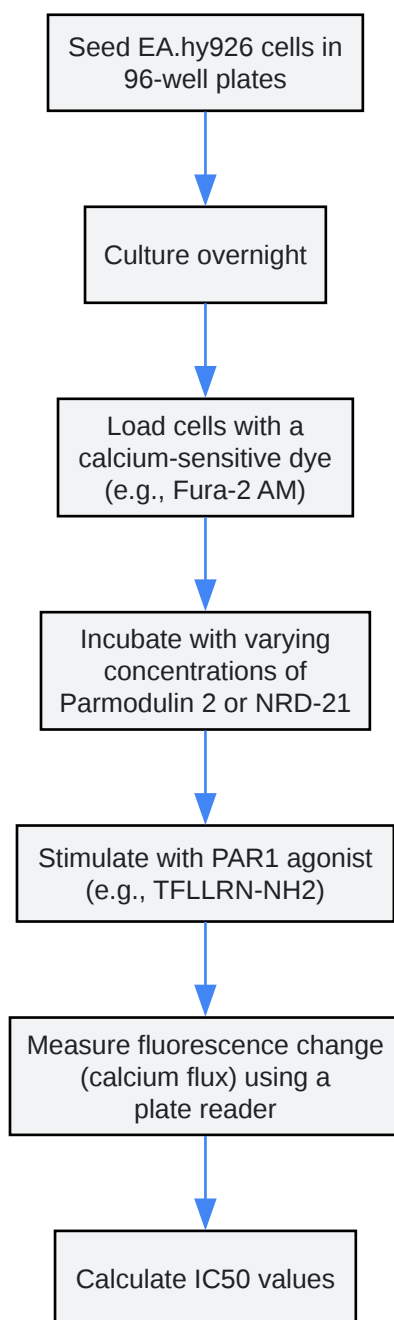 Seed EA.hy926 cells in
96-well plates
Culture overnight
Load cells with a
calcium-sensitive dye
(e.g., Fura-2 AM)
Incubate with varying
concentrations of
Parmodulin 2 or NRD-21
Stimulate with PAR1 agonist
(e.g., TFLLRN-NH2)
Measure fluorescence change
(calcium flux) using a
plate reader
Calculate IC50 values